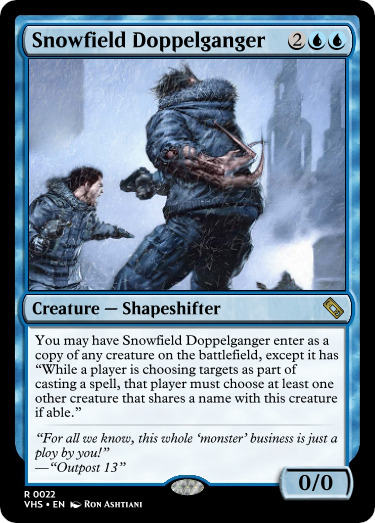 Snowfield Doppelganger 2
Creature — Shapeshifter
You may have Snowfield Doppelganger enter as a
copy of any creature on the battlefield, except it has
“While a player is choosing targets as part of
casting a spell, that player must choose at least one
other creature that shares a name with this creature
if able.”
“For all we know, this whole ‘monster’ business is just a
ploy by you!”
—“Outpost 13”
0/0
R 0022
VHS • EN Ron Ashtiani